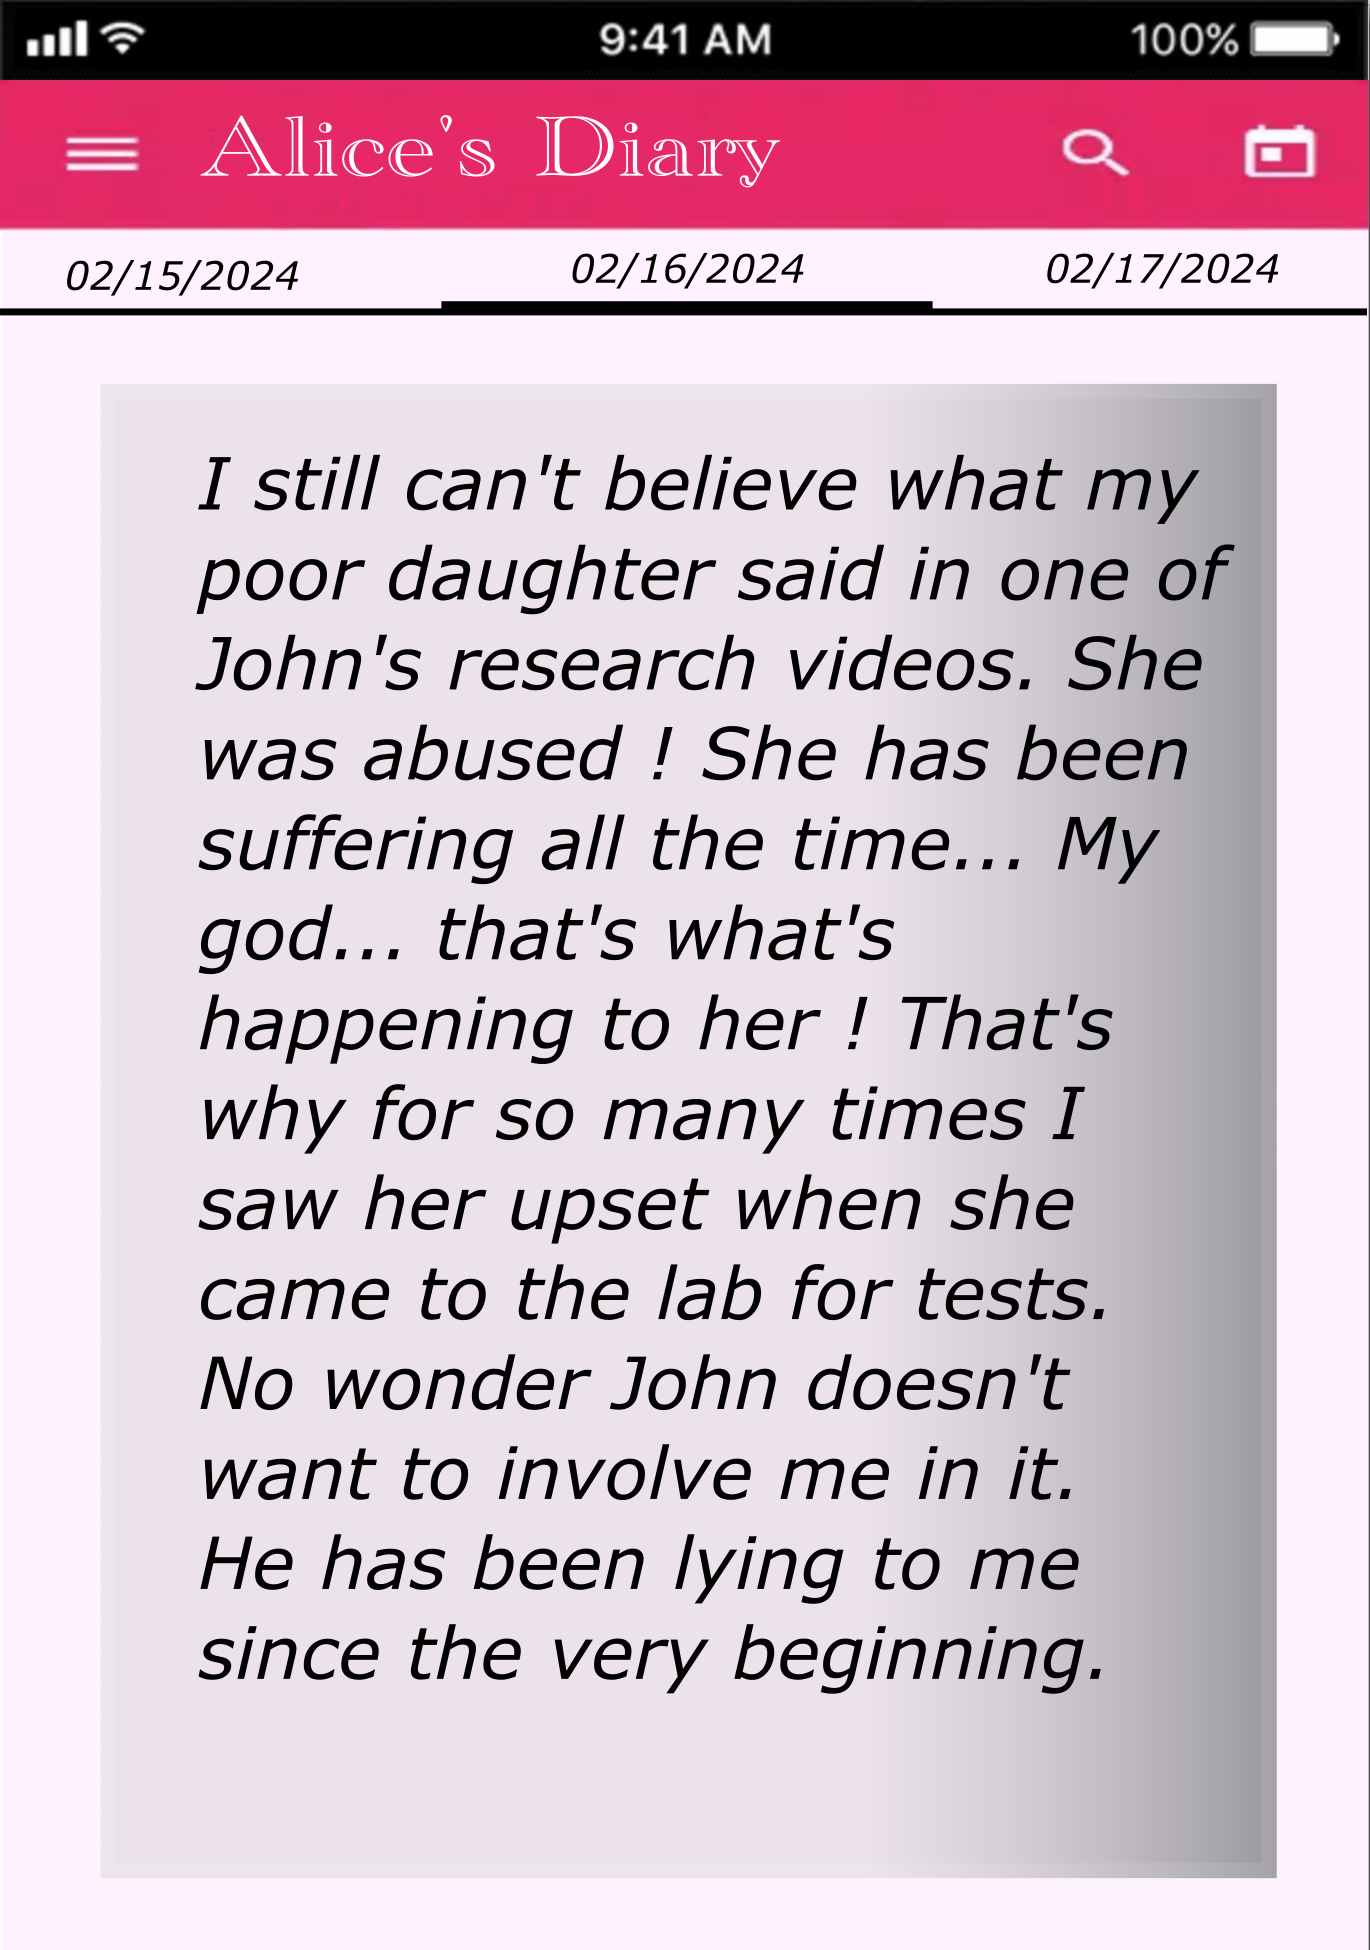 9:41 AM 100%
Alice's Diary
02/15/2024 02/16/2024 02/17/2024
I still can't believe what my
poor daughter said in one of
John's research videos. She
was abused ! She has been
suffering all the time... My
god... that's what's
happening to her ! That's
why for so many times I
saw her upset when she
came to the lab for tests.
No wonder John doesn't
want to involve me in it.
He has been lying to me
since the very beginning.